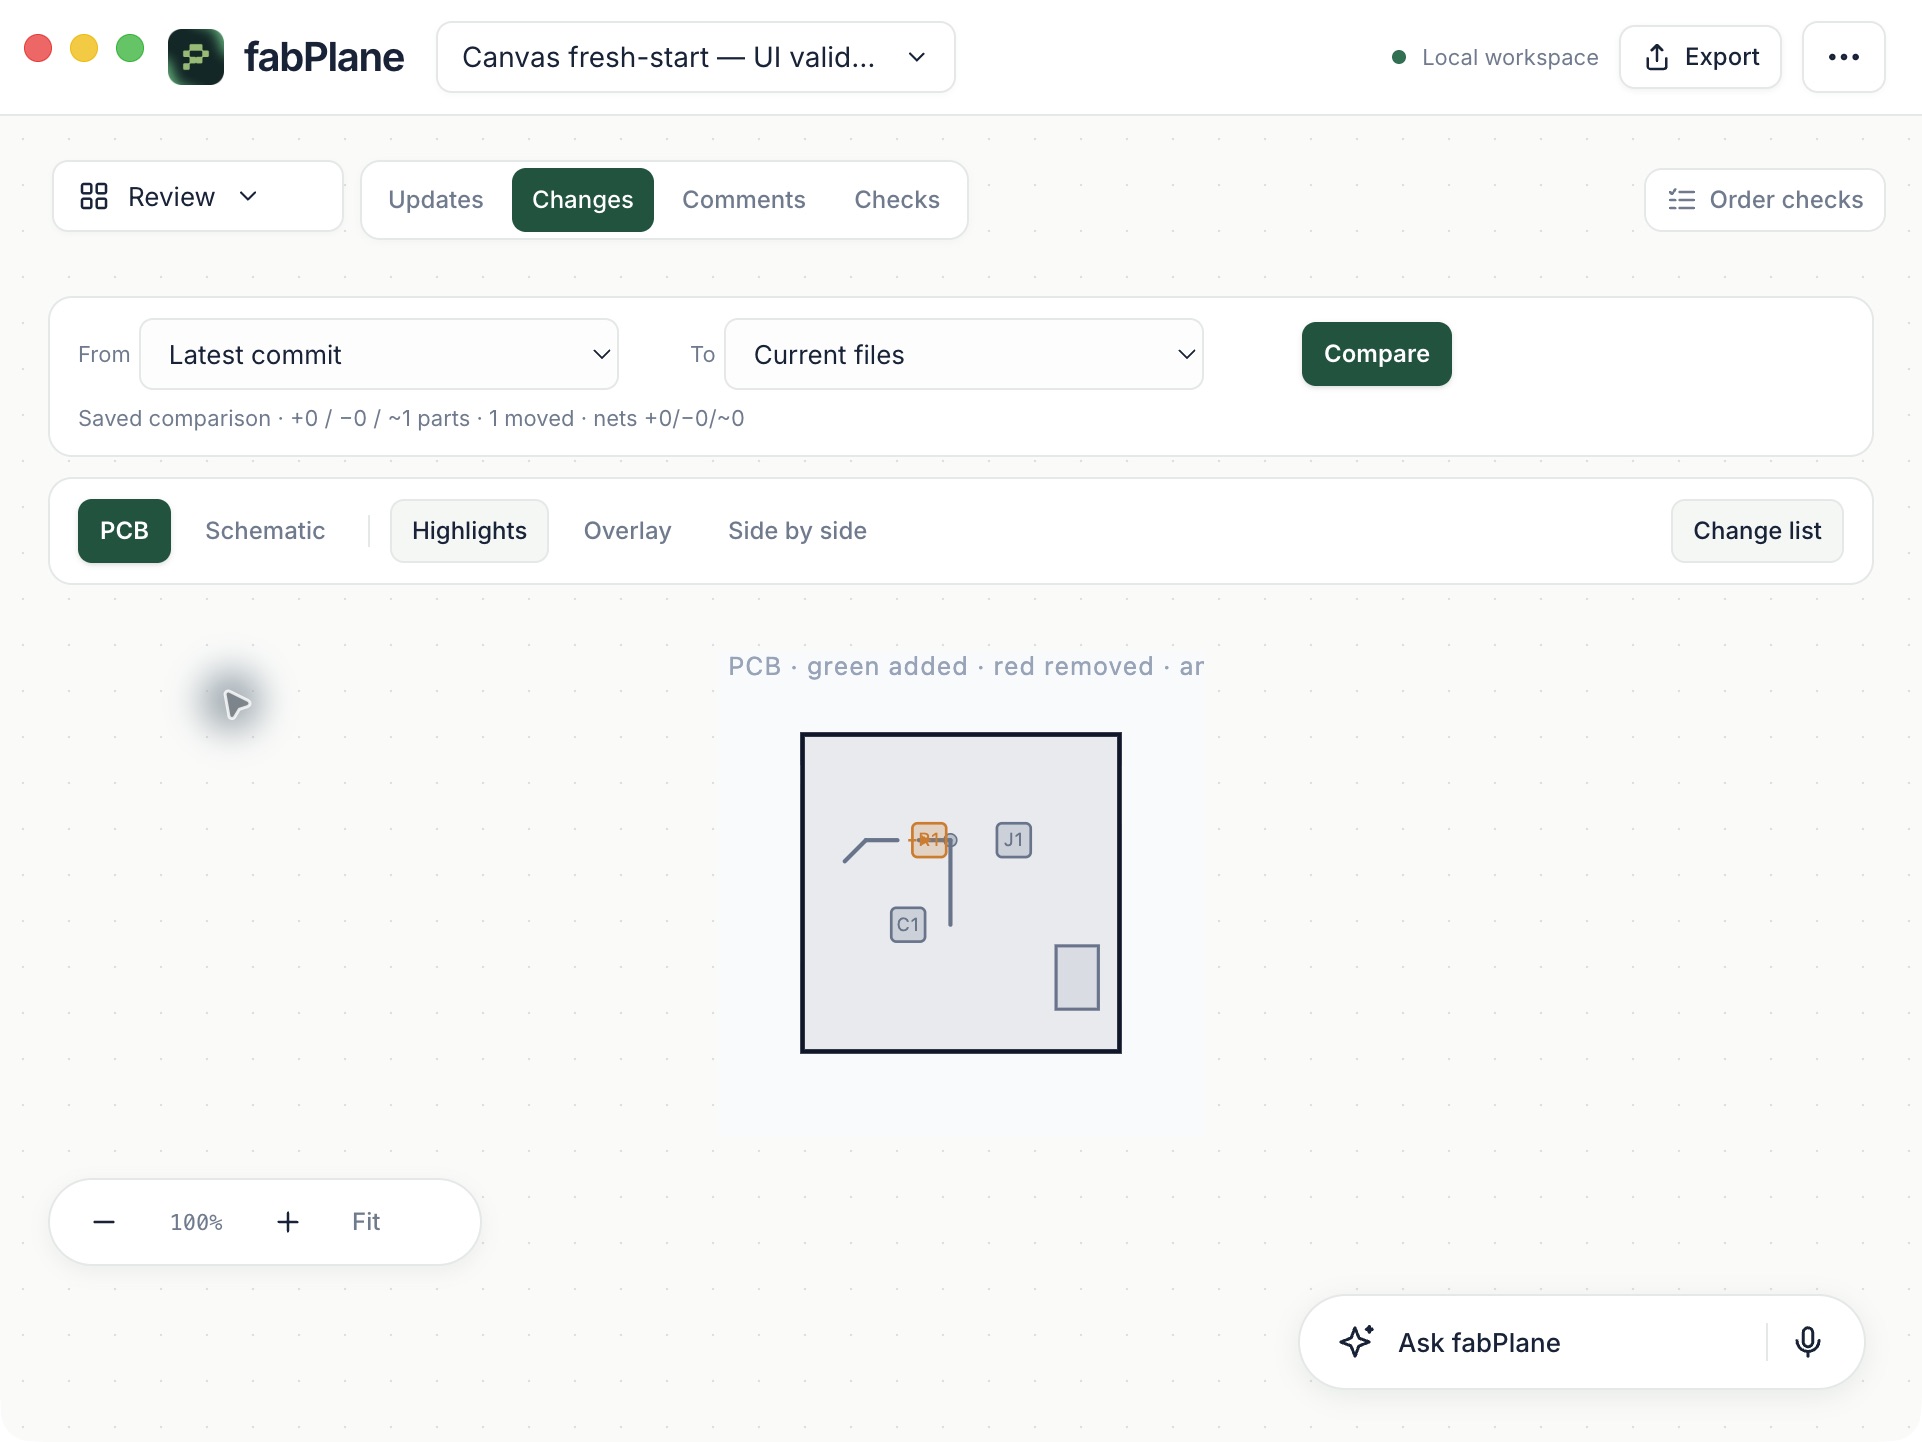 fabPlane
Canvas fresh-start — UI valid...
Local workspace
Export
Review
Updates
Changes
Comments
Checks
Order checks
From
Latest commit
To
Current files
Compare
Saved comparison · +0 / −0 / ~1 parts · 1 moved · nets +0/−0/~0
PCB
Schematic
Highlights
Overlay
Side by side
Change list
PCB · green added · red removed · ar
R1
J1
C1
100%
Fit
Ask fabPlane